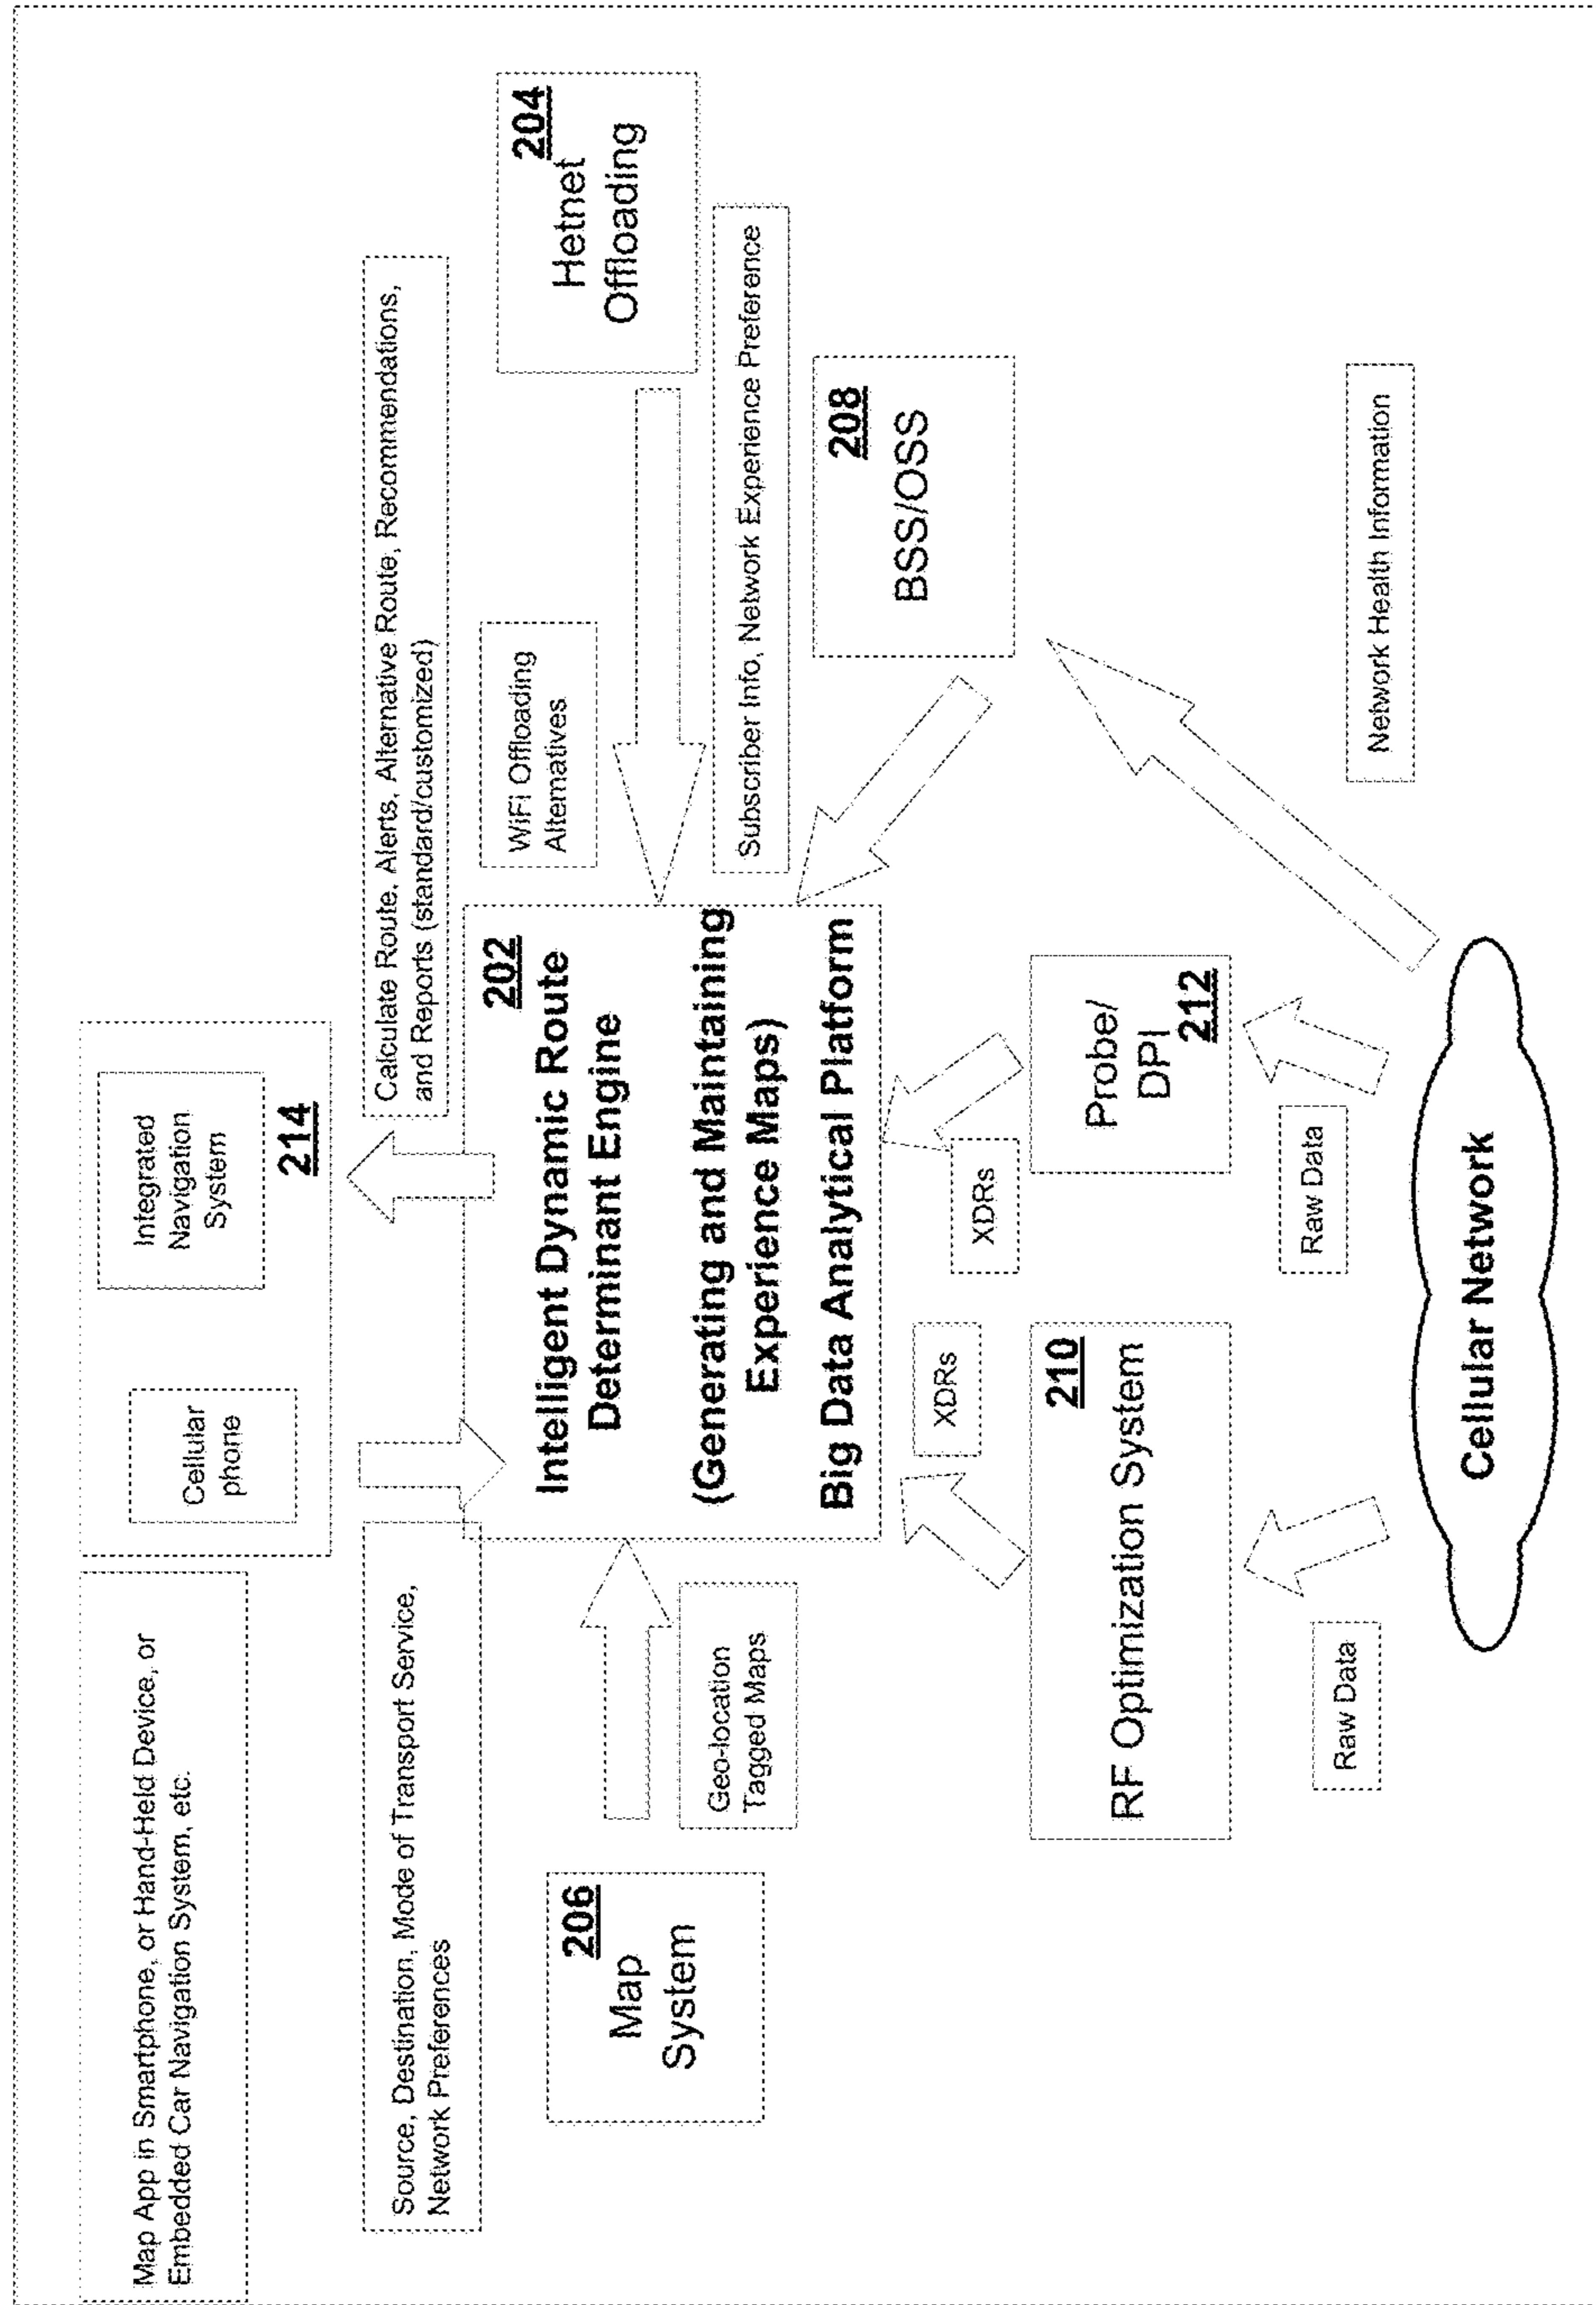 Map App in Smartphone, or Hand-Held Device, or
Embedded Car Navigation System, etc.
Cellular
phone
Integrated
Navigation
System
214
Source, Destination, Mode of Transport Service,
Network Preferences
Calculate Route, Alerts, Alternative Route, Recommendations,
and Reports (standard/customized)
206
Map
System
Geo-location
Tagged Maps
202
Intelligent Dynamic Route
Determinant Engine
(Generating and Maintaining
Experience Maps)
Big Data Analytical Platform
WiFi Offloading
Alternatives
204
Hetnet
Offloading
Subscriber Info, Network Experience Preference
208
BSS/OSS
XDRs
XDRs
210
RF Optimization System
Probe/
DPI
212
Raw Data
Raw Data
Network Health Information
Cellular Network